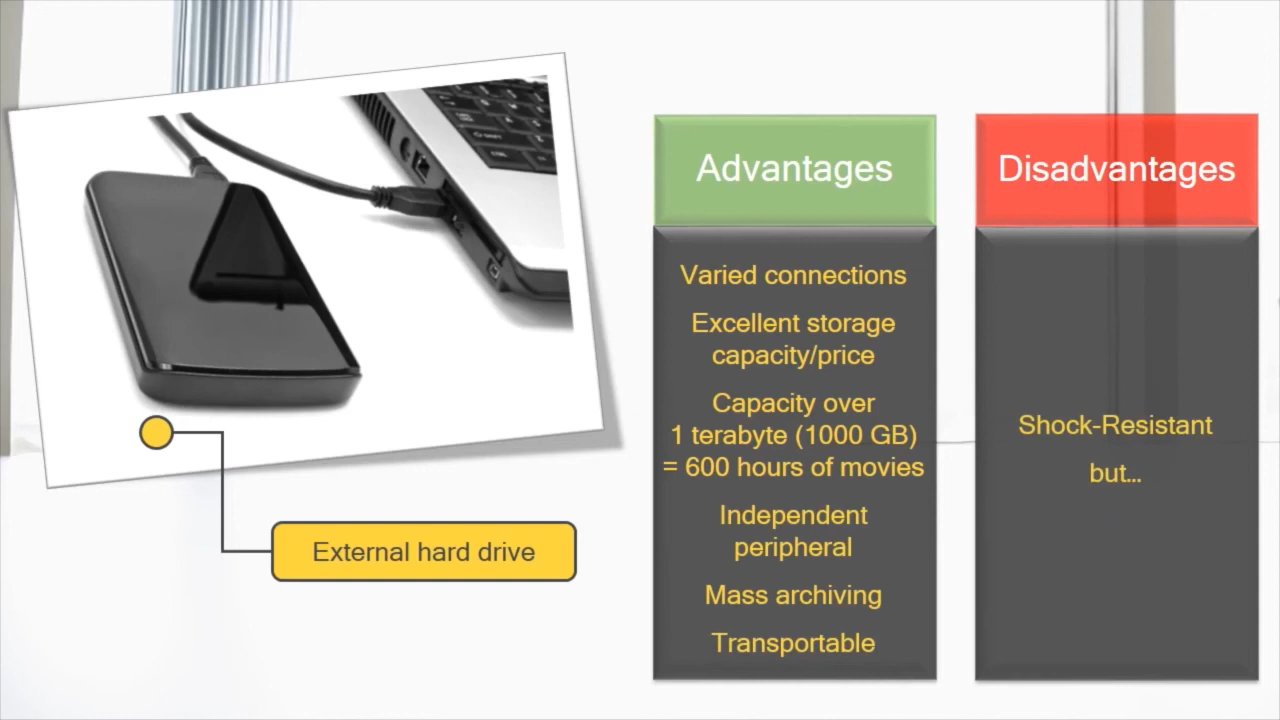 External hard drive
Advantages
Varied connections
Excellent storage
capacity/price
Capacity over
1 terabyte (1000 GB)
= 600 hours of movies
Independent
peripheral
Mass archiving
Transportable
Disadvantages
Shock-Resistant
but...